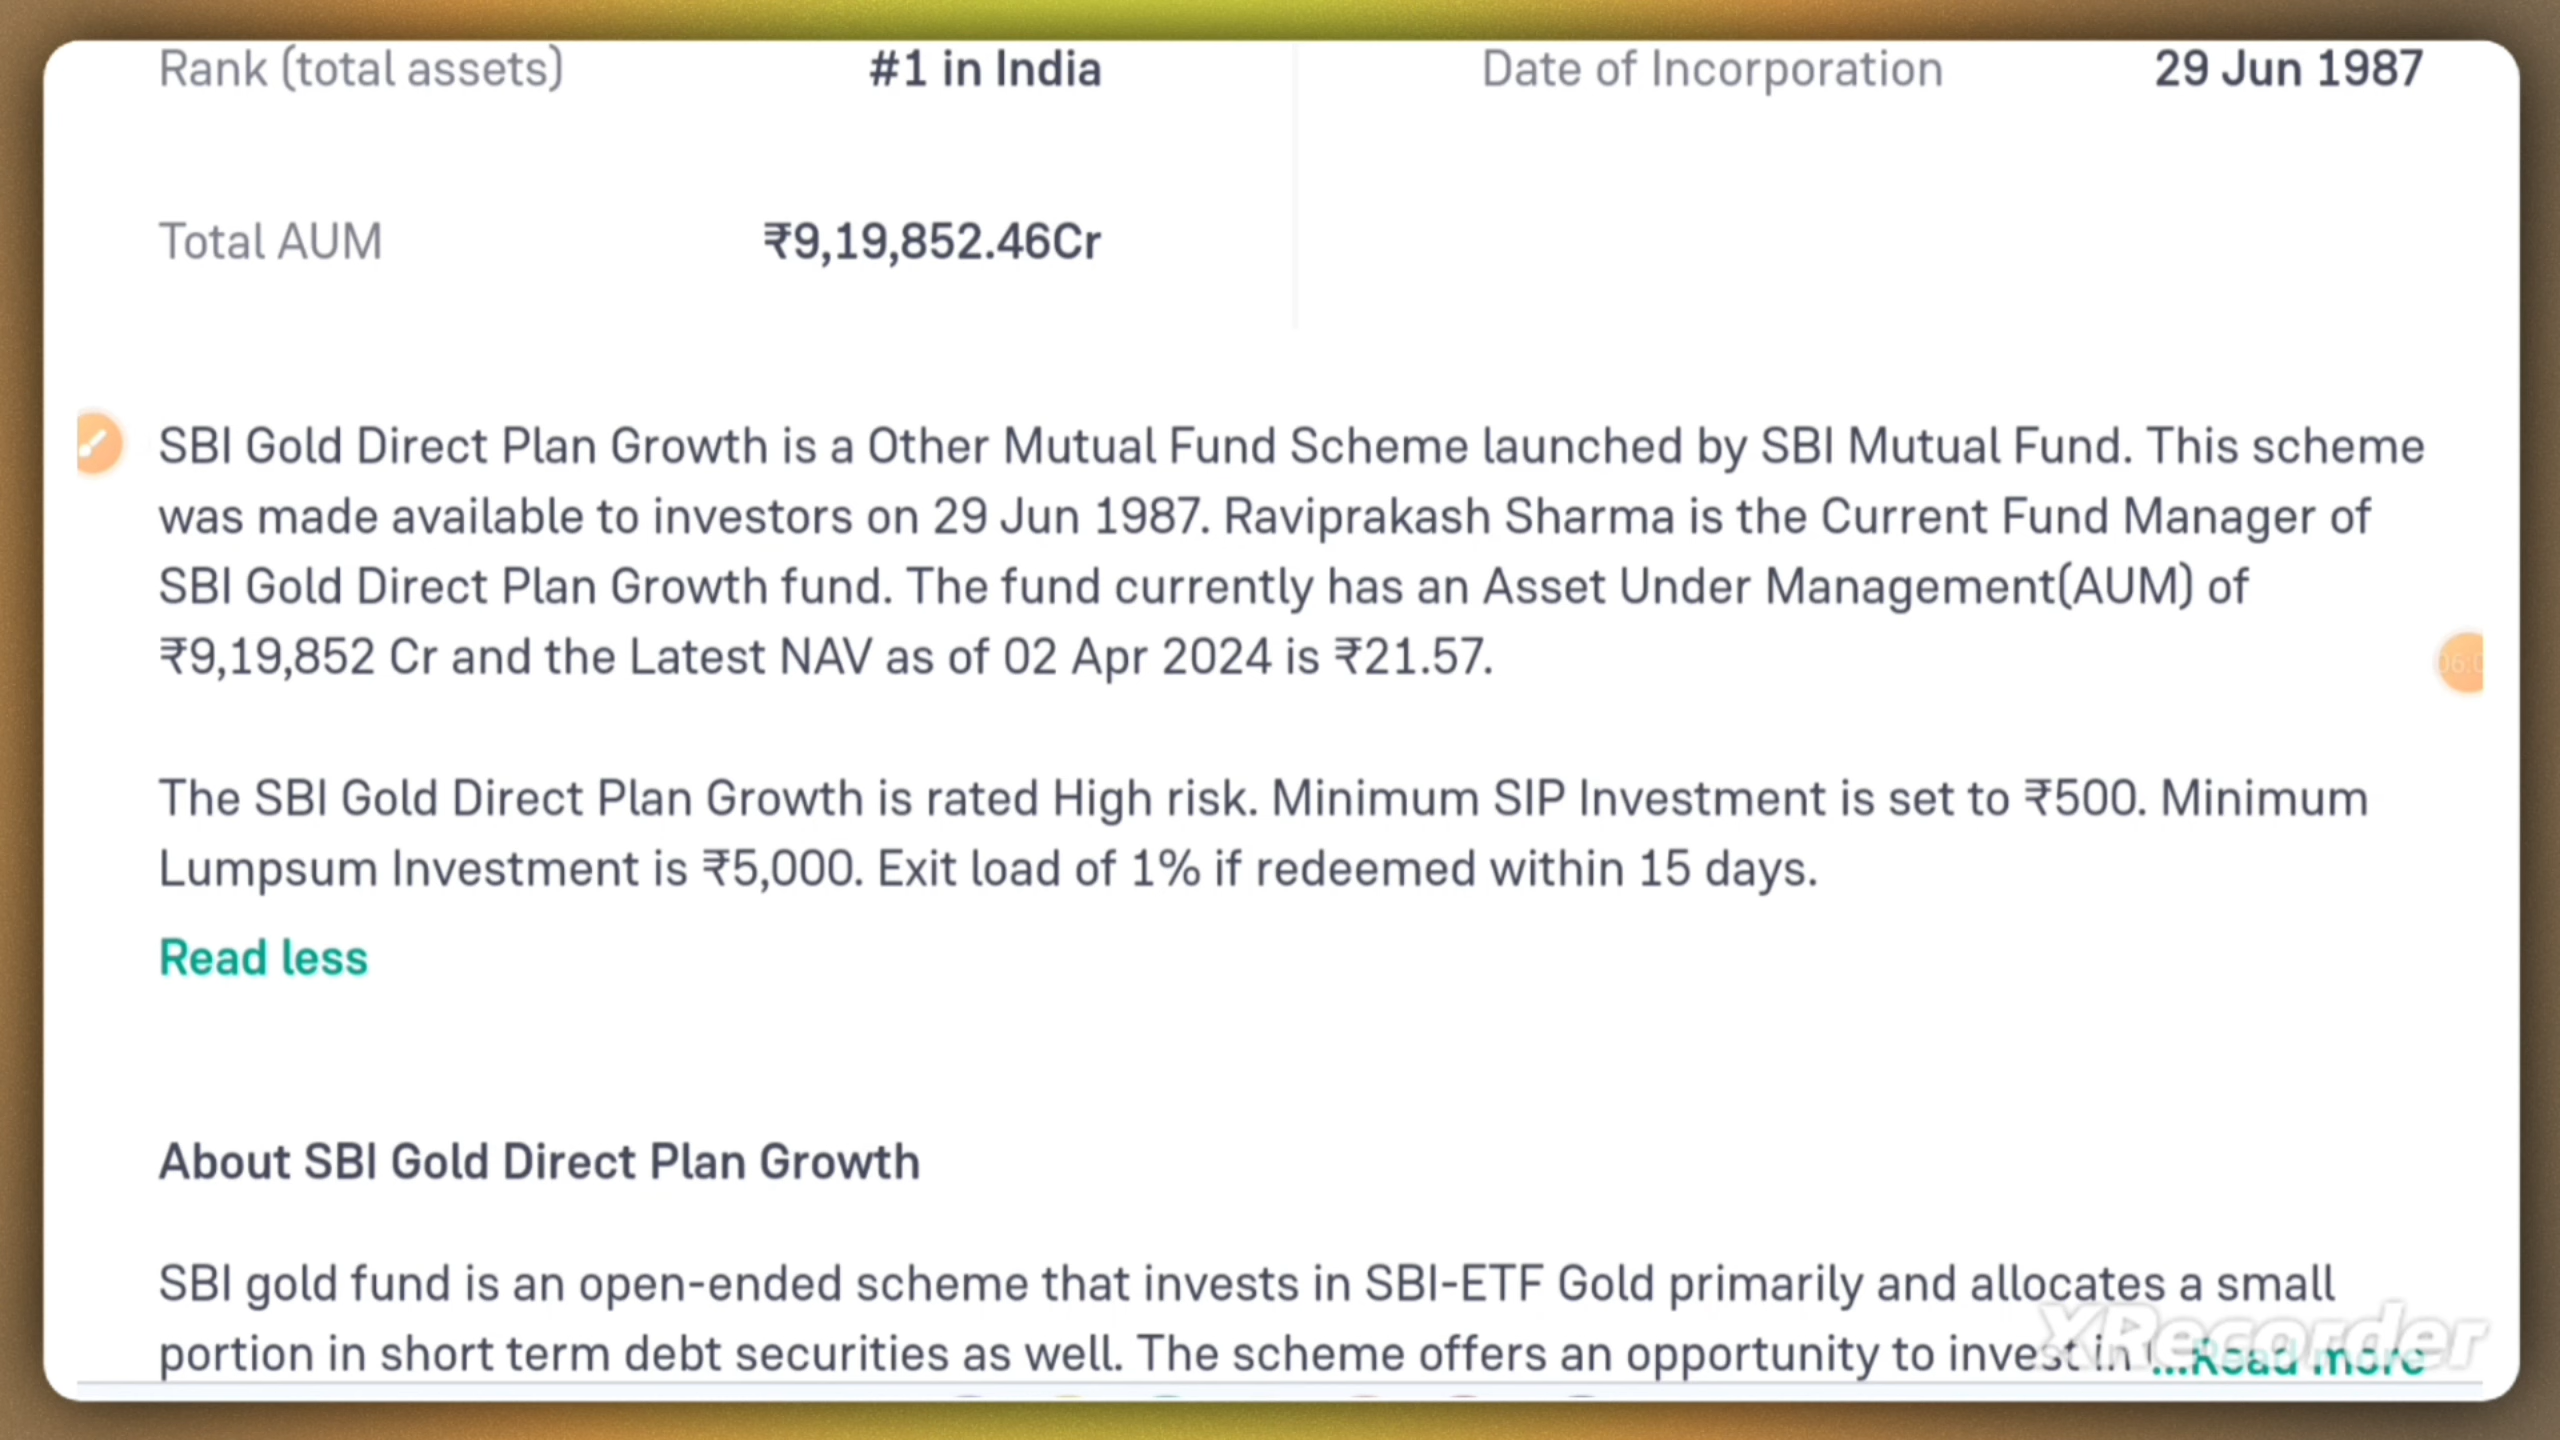 Rank (total assets) #1 in India Date of Incorporation 29 Jun 1987
Total AUM ₹9,19,852.46Cr
SBI Gold Direct Plan Growth is a Other Mutual Fund Scheme launched by SBI Mutual Fund. This scheme
was made available to investors on 29 Jun 1987. Raviprakash Sharma is the Current Fund Manager of
SBI Gold Direct Plan Growth fund. The fund currently has an Asset Under Management(AUM) of
₹9,19,852 Cr and the Latest NAV as of 02 Apr 2024 is ₹21.57.
The SBI Gold Direct Plan Growth is rated High risk. Minimum SIP Investment is set to ₹500. Minimum
Lumpsum Investment is ₹5,000. Exit load of 1% if redeemed within 15 days.
Read less
About SBI Gold Direct Plan Growth
SBI gold fund is an open-ended scheme that invests in SBI-ETF Gold primarily and allocates a small
portion in short term debt securities as well. The scheme offers an opportunity to invest in ...Read more
XRecorder